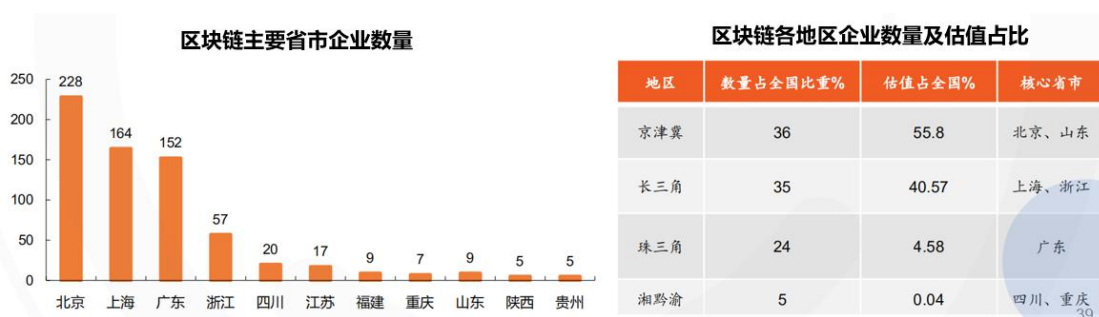 区块链主要省市企业数量
250
200
150
100
50
0
228
164
152
57
20
17
9
7
9
5
5
北京 上海 广东 浙江 四川 江苏 福建 重庆 山东 陕西 贵州
区块链各地区企业数量及估值占比
地区 数量占全国比重% 估值占全国% 核心省市
京津冀 36 55.8 北京、山东
长三角 35 40.57 上海、浙江
珠三角 24 4.58 广东
湘黔渝 5 0.04 四川、重庆
39